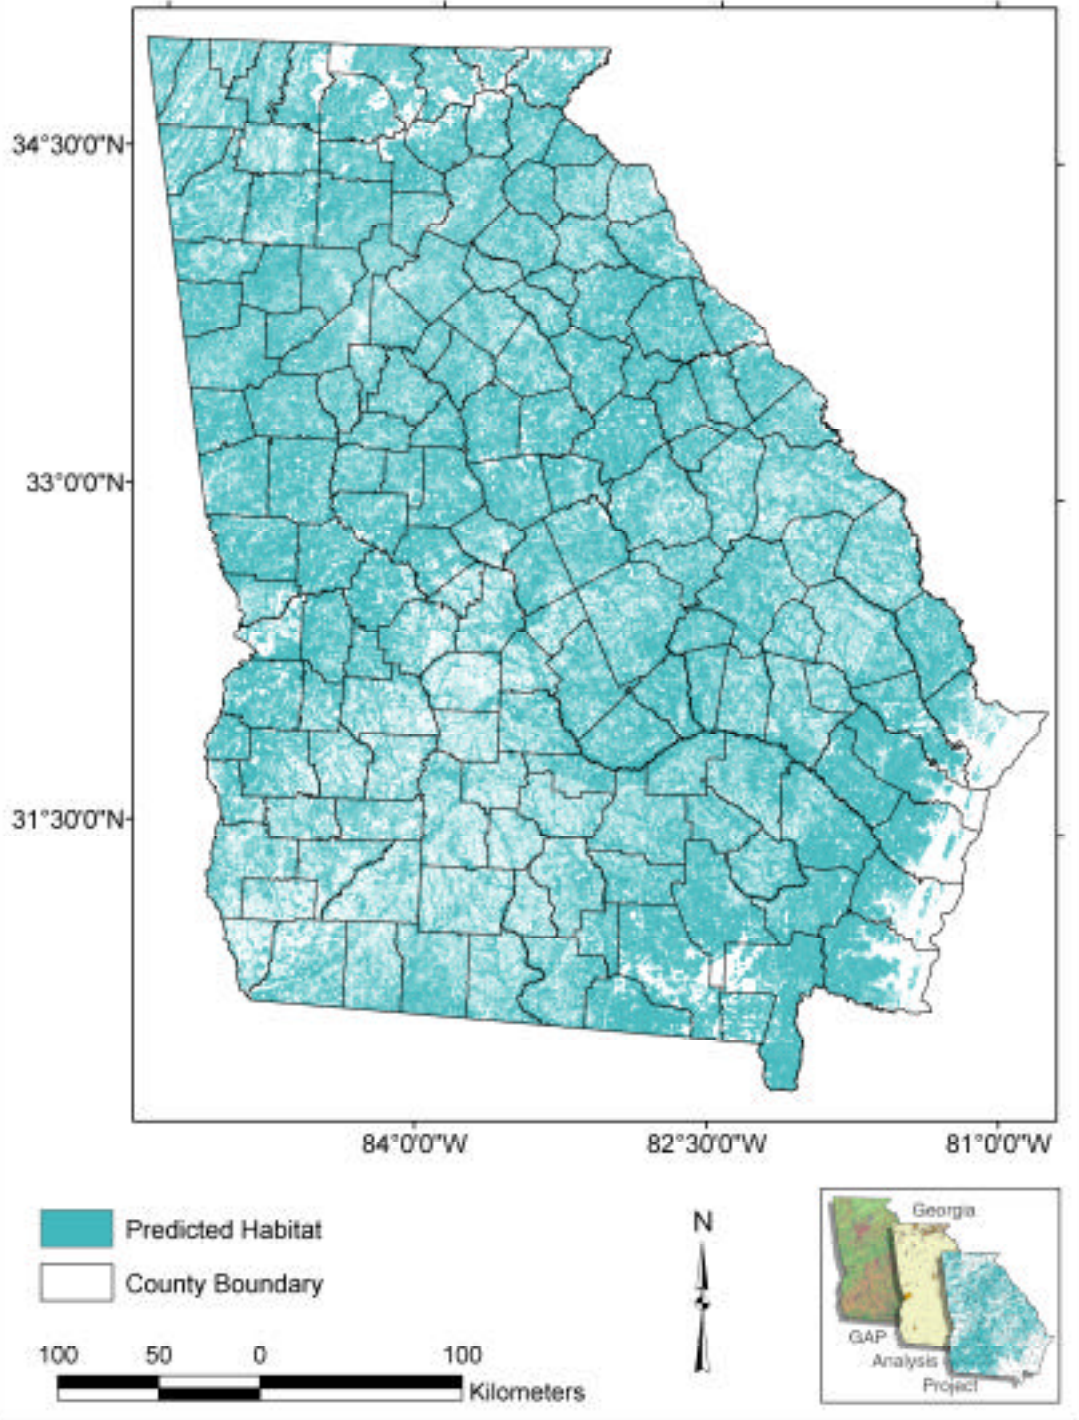 34°30'0"N
33°0'0"N
31°30'0"N
84°0'0"W 82°30'0"W 81°0'0"W
Predicted Habitat
County Boundary
N
100 50 0 100
Kilometers
Georgia
GAP
Analysis
Project